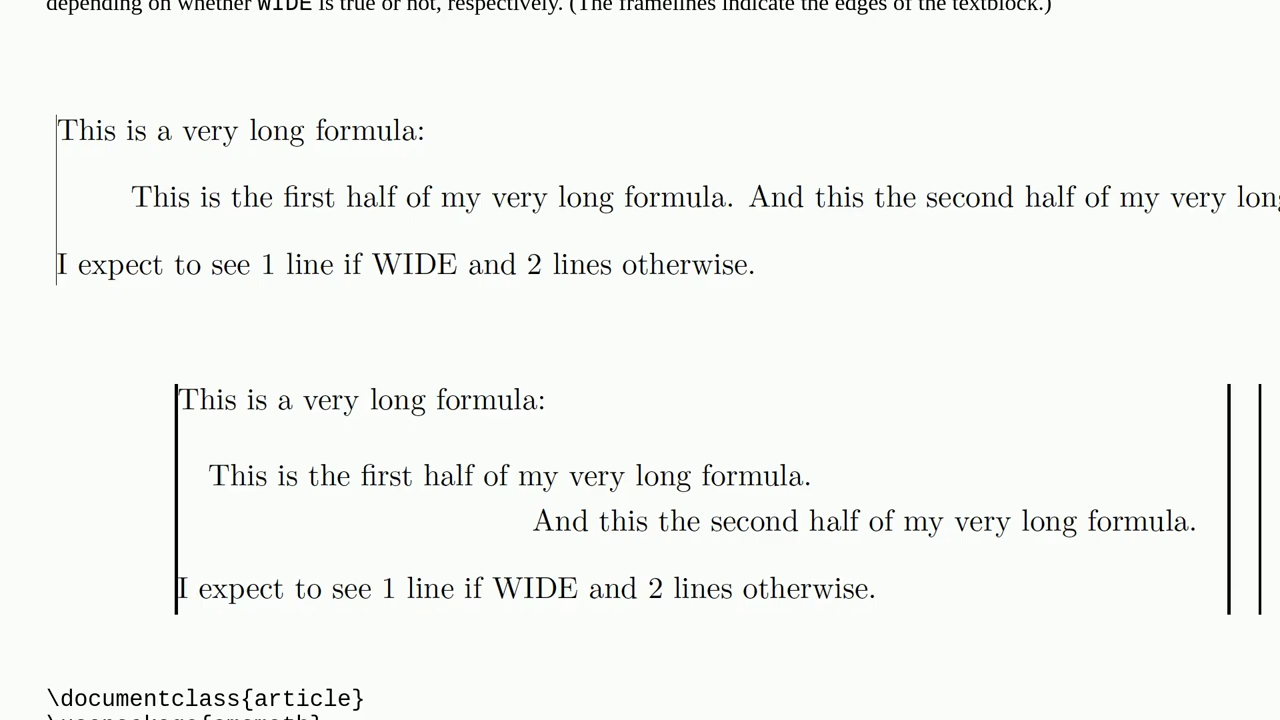 depending on whether WIDE is true or not, respectively. (The framelines indicate the edges of the textblock.)
This is a very long formula:
This is the first half of my very long formula. And this the second half of my very long
I expect to see 1 line if WIDE and 2 lines otherwise.
This is a very long formula:
This is the first half of my very long formula.
And this the second half of my very long formula.
I expect to see 1 line if WIDE and 2 lines otherwise.
\documentclass{article}
\usepackage{amsmath}